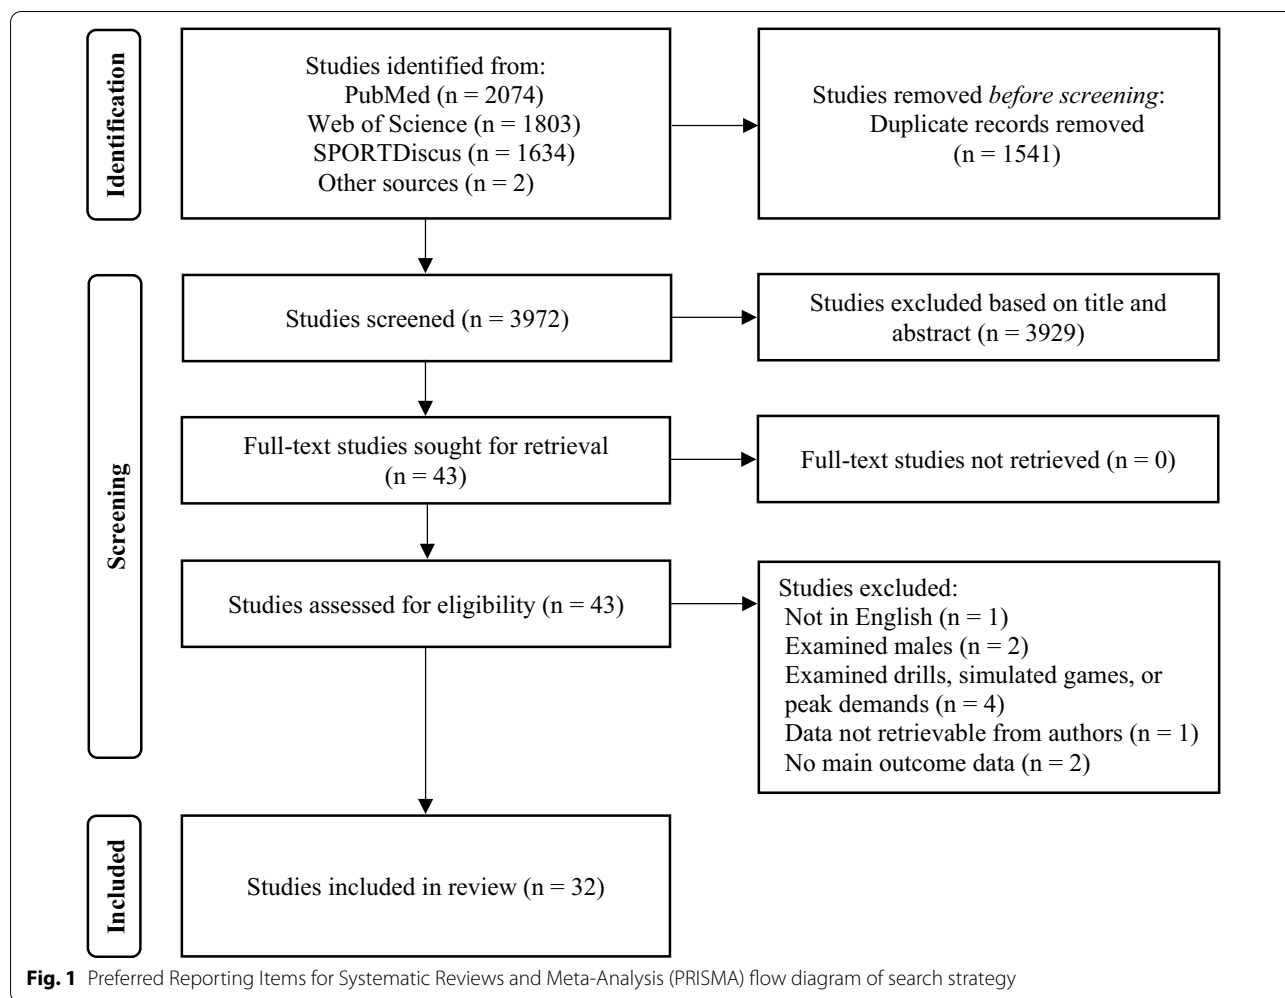 Identification
Studies identified from:
PubMed (n = 2074)
Web of Science (n = 1803)
SPORTDiscus (n = 1634)
Other sources (n = 2)
Studies removed before screening:
Duplicate records removed
(n = 1541)
Screening
Studies screened (n = 3972)
Studies excluded based on title and
abstract (n = 3929)
Full-text studies sought for retrieval
(n = 43)
Full-text studies not retrieved (n = 0)
Studies assessed for eligibility (n = 43)
Studies excluded:
Not in English (n = 1)
Examined males (n = 2)
Examined drills, simulated games, or
peak demands (n = 4)
Data not retrievable from authors (n = 1)
No main outcome data (n = 2)
Included
Studies included in review (n = 32)
Fig. 1 Preferred Reporting Items for Systematic Reviews and Meta-Analysis (PRISMA) flow diagram of search strategy